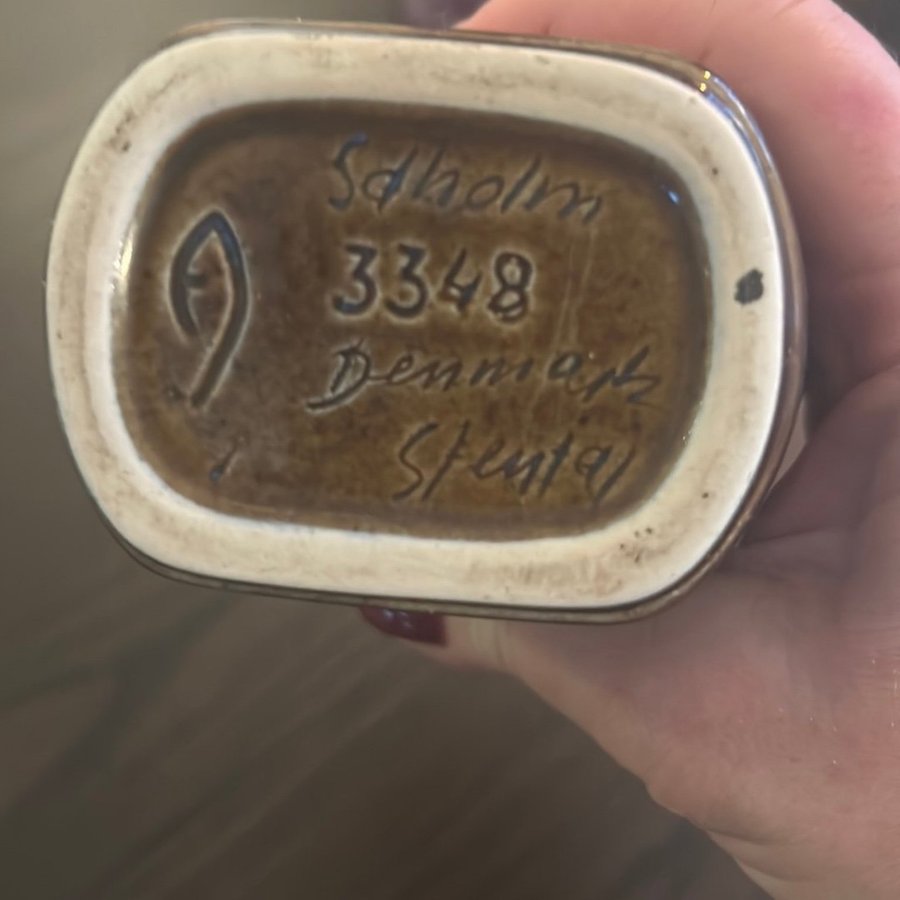 Søholm
3348
Denmark
Stentøj